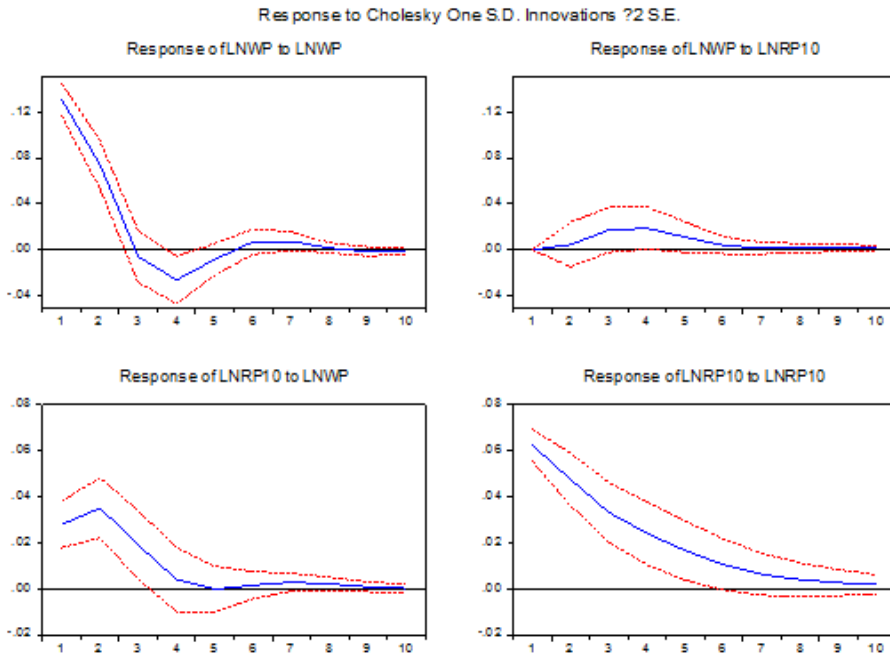 Response to Cholesky One S.D. Innovations ?2 S.E.
Response of LNWP to LNWP
Response of LNWP to LNRP10
.12
.08
.04
.00
-.04
1 2 3 4 5 6 7 8 9 10
.12
.08
.04
.00
-.04
1 2 3 4 5 6 7 8 9 10
Response of LNRP10 to LNWP
Response of LNRP10 to LNRP10
.08
.06
.04
.02
.00
-.02
1 2 3 4 5 6 7 8 9 10
.08
.06
.04
.02
.00
-.02
1 2 3 4 5 6 7 8 9 10